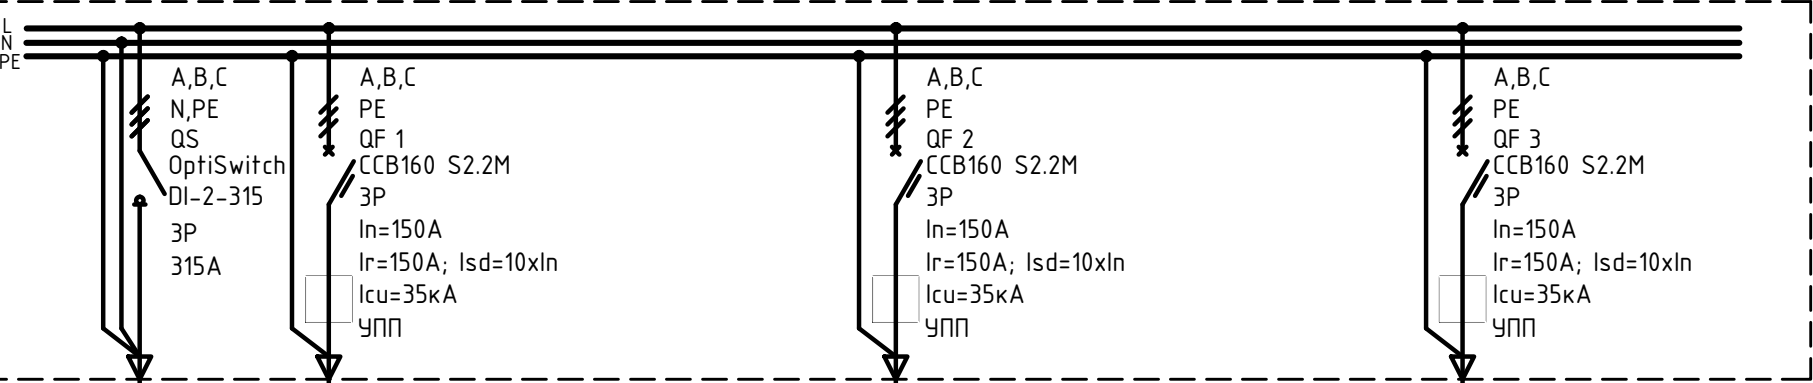 L
N
PE
A,B,C
N,PE
QS
OptiSwitch
DI-2-315
3P
315A
A,B,C
PE
QF 1
CCB160 S2.2M
3P
In=150A
Ir=150A; Isd=10xIn
Icu=35кА
УПП
A,B,C
PE
QF 2
CCB160 S2.2M
3P
In=150A
Ir=150A; Isd=10xIn
Icu=35кА
УПП
A,B,C
PE
QF 3
CCB160 S2.2M
3P
In=150A
Ir=150A; Isd=10xIn
Icu=35кА
УПП